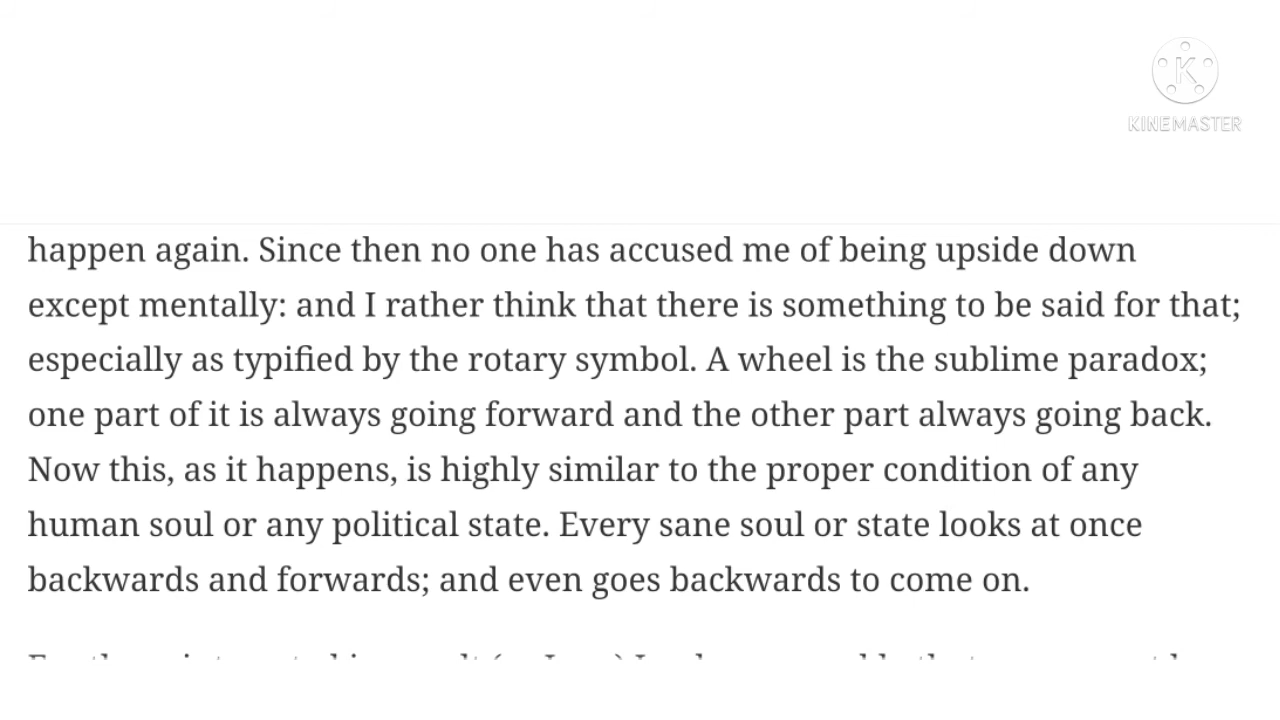 KINEMASTER
happen again. Since then no one has accused me of being upside down
except mentally: and I rather think that there is something to be said for that;
especially as typified by the rotary symbol. A wheel is the sublime paradox;
one part of it is always going forward and the other part always going back.
Now this, as it happens, is highly similar to the proper condition of any
human soul or any political state. Every sane soul or state looks at once
backwards and forwards; and even goes backwards to come on.